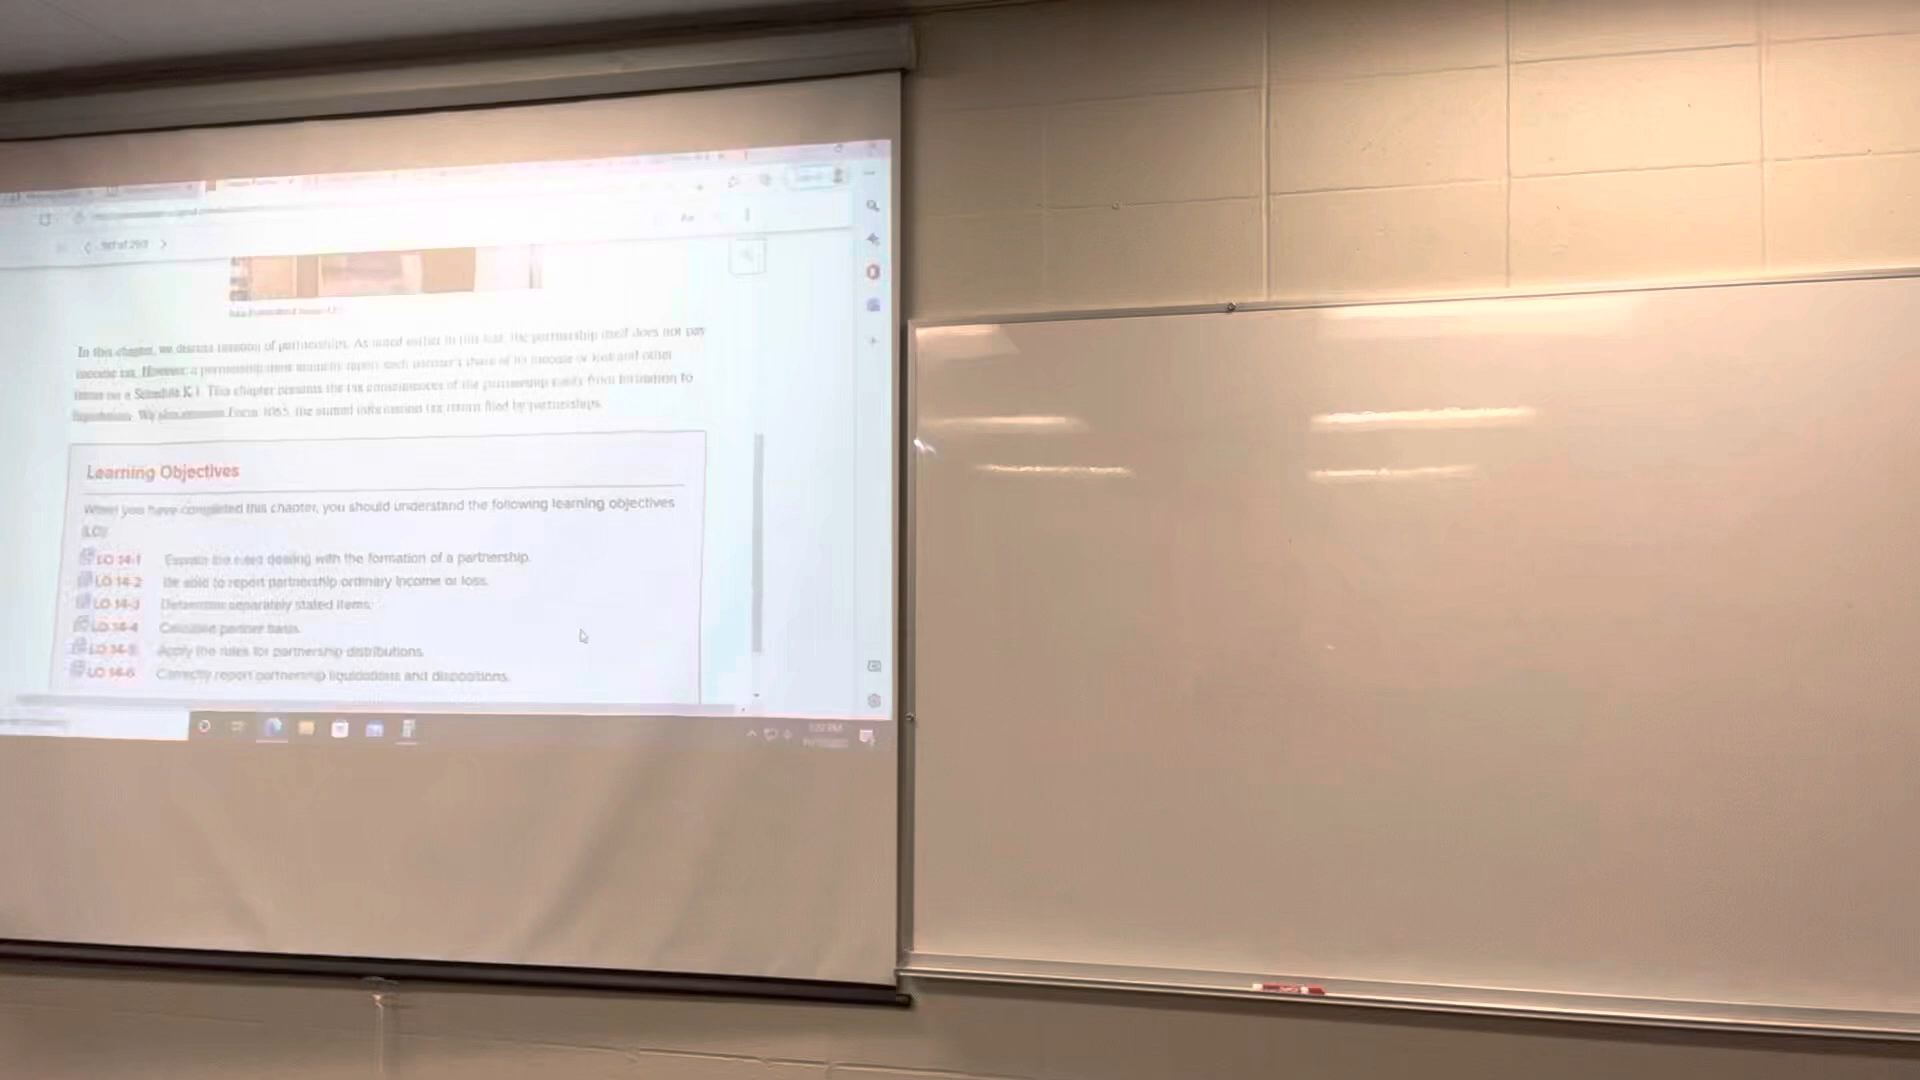 In this chapter, we discuss taxation of partnerships. As noted earlier in this text, the partnership itself does not pay
income tax. However, a partnership must annually report each partner's share of its income or loss and other
items on a Schedule K-1. This chapter presents the tax consequences of the partnership entity from formation to
liquidation. We also Form 1065, the annual information tax return filed by partnerships.
Learning Objectives
When you have completed this chapter, you should understand the following learning objectives
(LO):
LO 14-1 Explain the rules dealing with the formation of a partnership.
LO 14-2 Be able to report partnership ordinary income or loss.
LO 14-3 Determine separately stated items.
LO 14-4 Calculate partner basis.
LO 14-5 Apply the rules for partnership distributions.
LO 14-6 Correctly report partnership liquidations and dispositions.